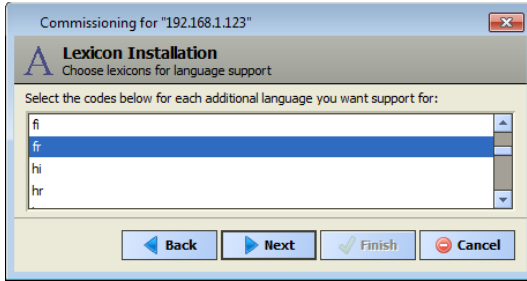 Commissioning for "192.168.1.123"
A
Lexicon Installation
Choose lexicons for language support
Select the codes below for each additional language you want support for:
fi
fr
hi
hr
Back
Next
Finish
Cancel